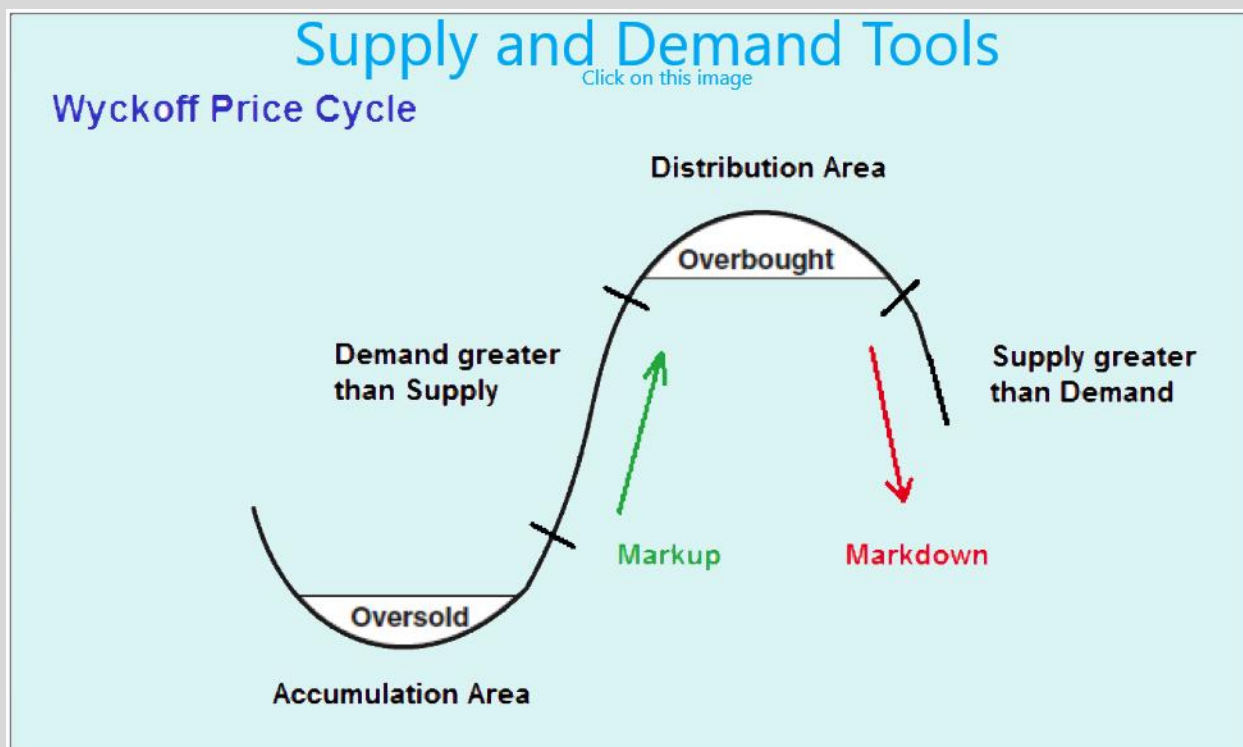 Supply and Demand Tools
Click on this image
Wyckoff Price Cycle
Distribution Area
Overbought
Demand greater
than Supply
Supply greater
than Demand
Markup
Markdown
Oversold
Accumulation Area